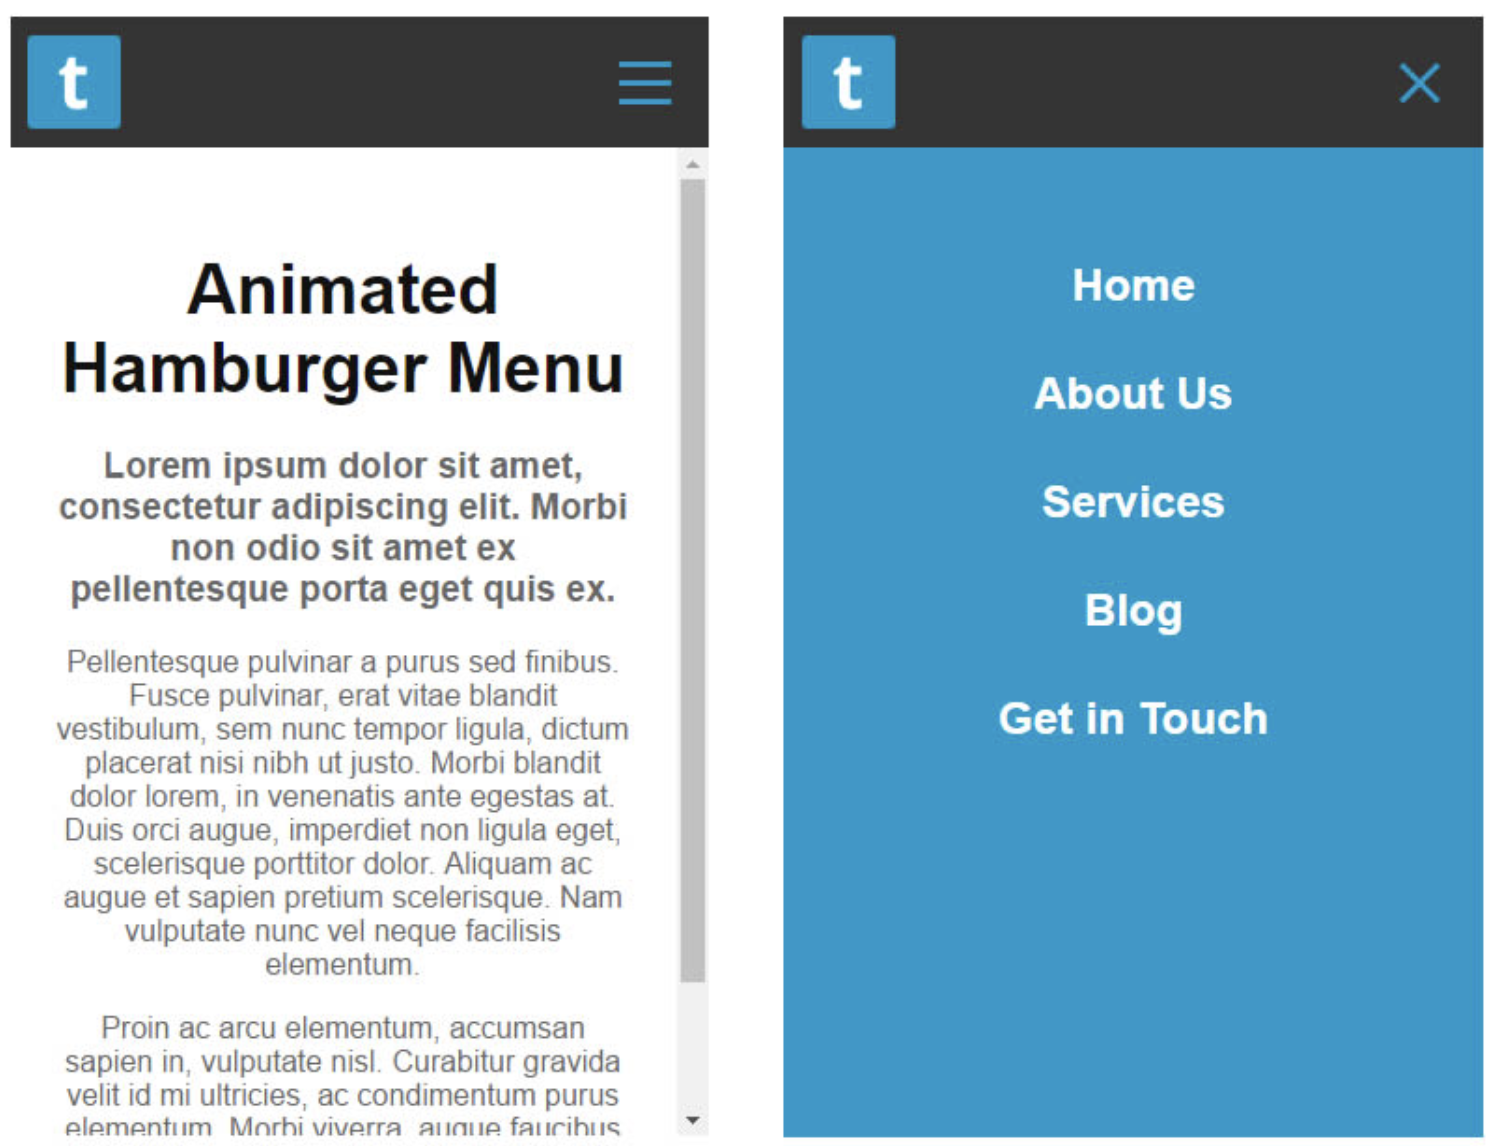 t
Animated
Hamburger Menu
Lorem ipsum dolor sit amet,
consectetur adipiscing elit. Morbi
non odio sit amet ex
pellentesque porta eget quis ex.
Pellentesque pulvinar a purus sed finibus.
Fusce pulvinar, erat vitae blandit
vestibulum, sem nunc tempor ligula, dictum
placerat nisi nibh ut justo. Morbi blandit
dolor lorem, in venenatis ante egestas at.
Duis orci augue, imperdiet non ligula eget,
scelerisque porttitor dolor. Aliquam ac
augue et sapien pretium scelerisque. Nam
vulputate nunc vel neque facilisis
elementum.
Proin ac arcu elementum, accumsan
sapien in, vulputate nisl. Curabitur gravida
velit id mi ultricies, ac condimentum purus
elementum. Morbi viverra, augue faucibus
t
Home
About Us
Services
Blog
Get in Touch